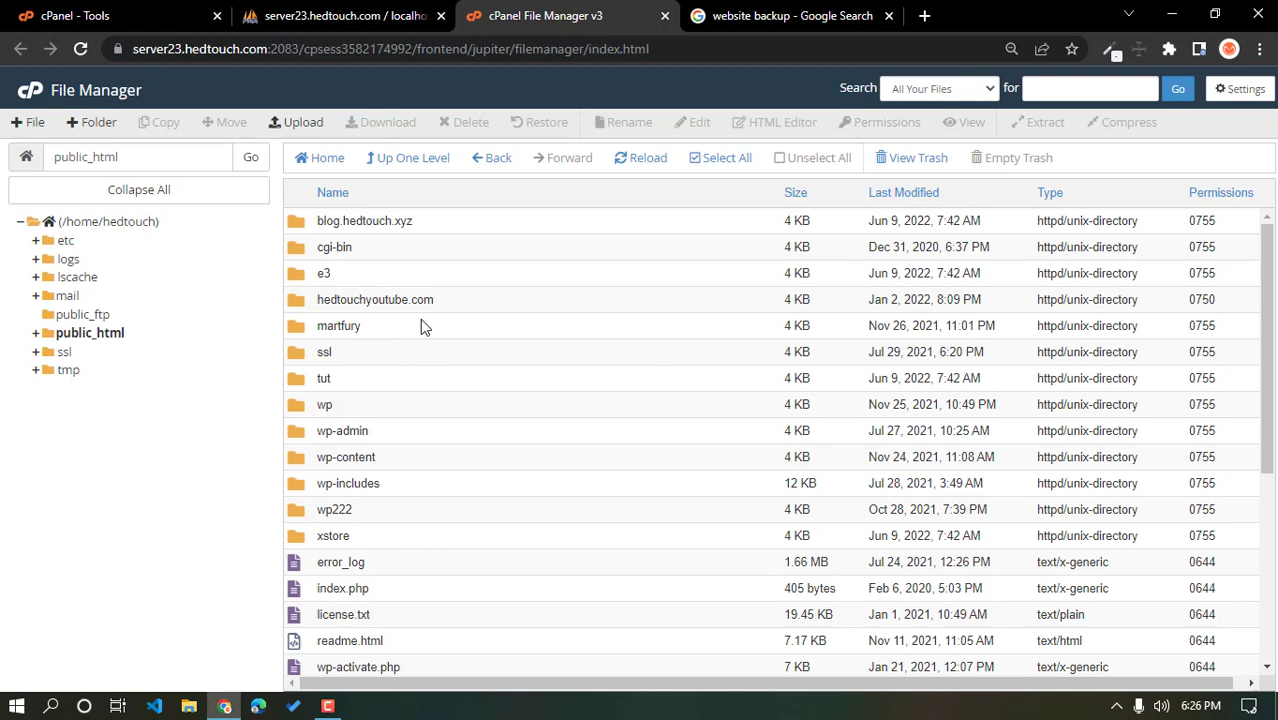 cPanel - Tools
server23.hedtouch.com / localho
cPanel File Manager v3
website backup - Google Search
server23.hedtouch.com:2083/cpsess3582174992/frontend/jupiter/filemanager/index.html
cP File Manager
Search All Your Files for Go Settings
File Folder Copy Move Upload Download Delete Restore Rename Edit HTML Editor Permissions View Extract Compress
public_html Go
Home Up One Level Back Forward Reload Select All Unselect All View Trash Empty Trash
Collapse All
(/home/hedtouch)
etc
logs
lscache
mail
public_ftp
public_html
ssl
tmp
Name Size Last Modified Type Permissions
blog.hedtouch.xyz 4 KB Jun 9, 2022, 7:42 AM httpd/unix-directory 0755
cgi-bin 4 KB Dec 31, 2020, 6:37 PM httpd/unix-directory 0755
e3 4 KB Jun 9, 2022, 7:42 AM httpd/unix-directory 0755
hedtouchyoutube.com 4 KB Jan 2, 2022, 8:09 PM httpd/unix-directory 0750
martfury 4 KB Nov 26, 2021, 11:01 PM httpd/unix-directory 0755
ssl 4 KB Jul 29, 2021, 6:20 PM httpd/unix-directory 0755
tut 4 KB Jun 9, 2022, 7:42 AM httpd/unix-directory 0755
wp 4 KB Nov 25, 2021, 10:49 PM httpd/unix-directory 0755
wp-admin 4 KB Jul 27, 2021, 10:25 AM httpd/unix-directory 0755
wp-content 4 KB Nov 24, 2021, 11:08 AM httpd/unix-directory 0755
wp-includes 12 KB Jul 28, 2021, 3:49 AM httpd/unix-directory 0755
wp222 4 KB Oct 28, 2021, 7:39 PM httpd/unix-directory 0755
xstore 4 KB Jun 9, 2022, 7:42 AM httpd/unix-directory 0755
error_log 1.66 MB Jul 24, 2021, 12:26 PM text/x-generic 0644
index.php 405 bytes Feb 6, 2020, 5:03 PM text/x-generic 0644
license.txt 19.45 KB Jan 1, 2021, 10:49 AM text/plain 0644
readme.html 7.17 KB Nov 11, 2021, 11:05 AM text/html 0644
wp-activate.php 7 KB Jan 21, 2021, 12:07 PM text/x-generic 0644
6:26 PM